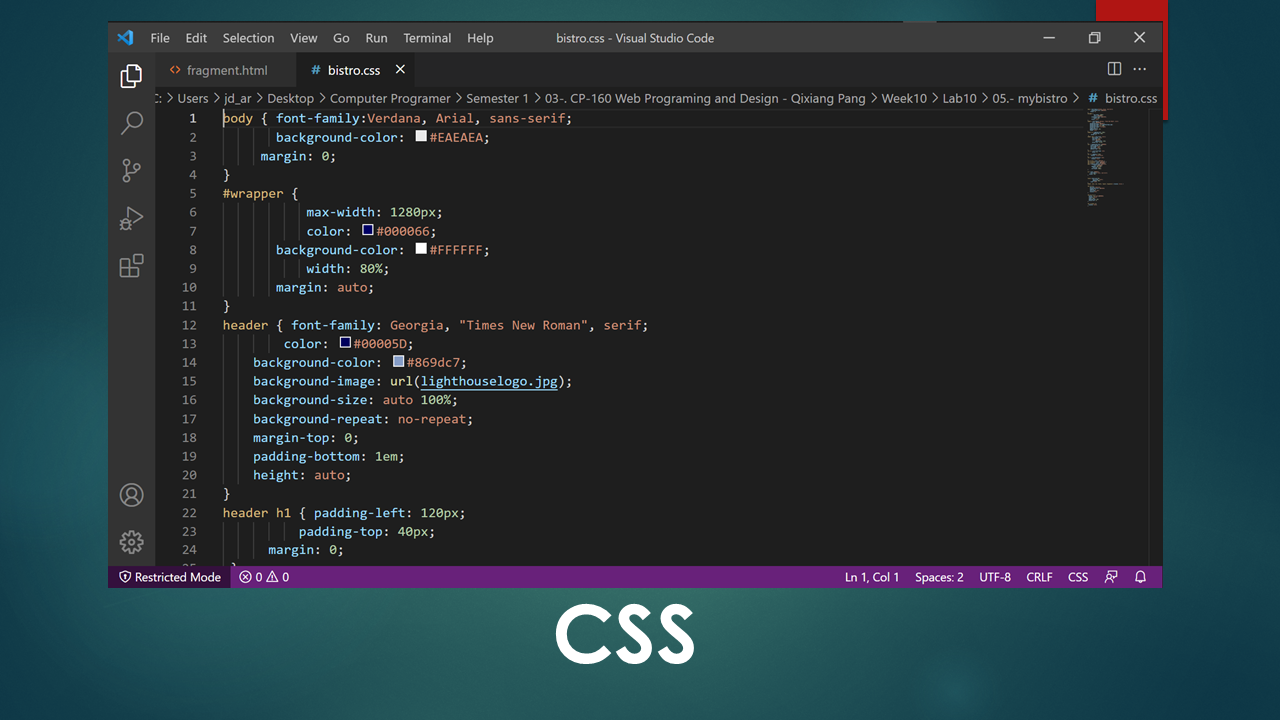 File Edit Selection View Go Run Terminal Help bistro.css - Visual Studio Code
fragment.html # bistro.css
C: > Users > jd_ar > Desktop > Computer Programer > Semester 1 > 03-. CP-160 Web Programing and Design - Qixiang Pang > Week10 > Lab10 > 05.- mybistro > # bistro.css
1 body { font-family:Verdana, Arial, sans-serif;
2 background-color: #EAEAEA;
3 margin: 0;
4 }
5 #wrapper {
6 max-width: 1280px;
7 color: #000066;
8 background-color: #FFFFFF;
9 width: 80%;
10 margin: auto;
11 }
12 header { font-family: Georgia, "Times New Roman", serif;
13 color: #00005D;
14 background-color: #869dc7;
15 background-image: url(lighthouselogo.jpg);
16 background-size: auto 100%;
17 background-repeat: no-repeat;
18 margin-top: 0;
19 padding-bottom: 1em;
20 height: auto;
21 }
22 header h1 { padding-left: 120px;
23 padding-top: 40px;
24 margin: 0;
Restricted Mode 0 0 Ln 1, Col 1 Spaces: 2 UTF-8 CRLF CSS
CSS